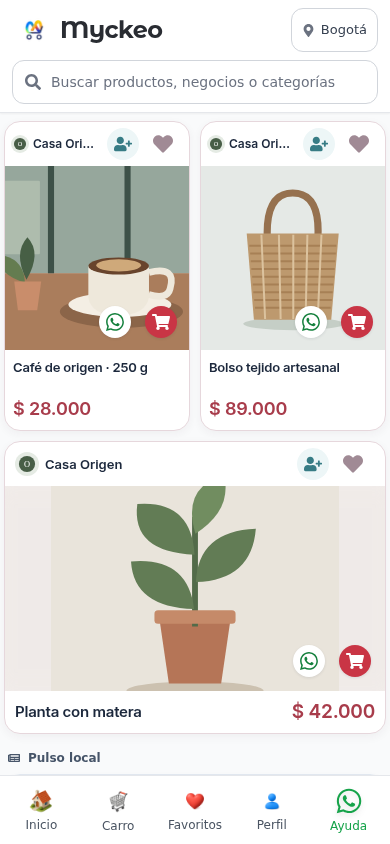 Myckeo
Bogotá
Buscar productos, negocios o categorías
Casa Ori...
Casa Ori...
Café de origen · 250 g
$ 28.000
Bolso tejido artesanal
$ 89.000
Casa Origen
Planta con matera
$ 42.000
Pulso local
Inicio
Carro
Favoritos
Perfil
Ayuda